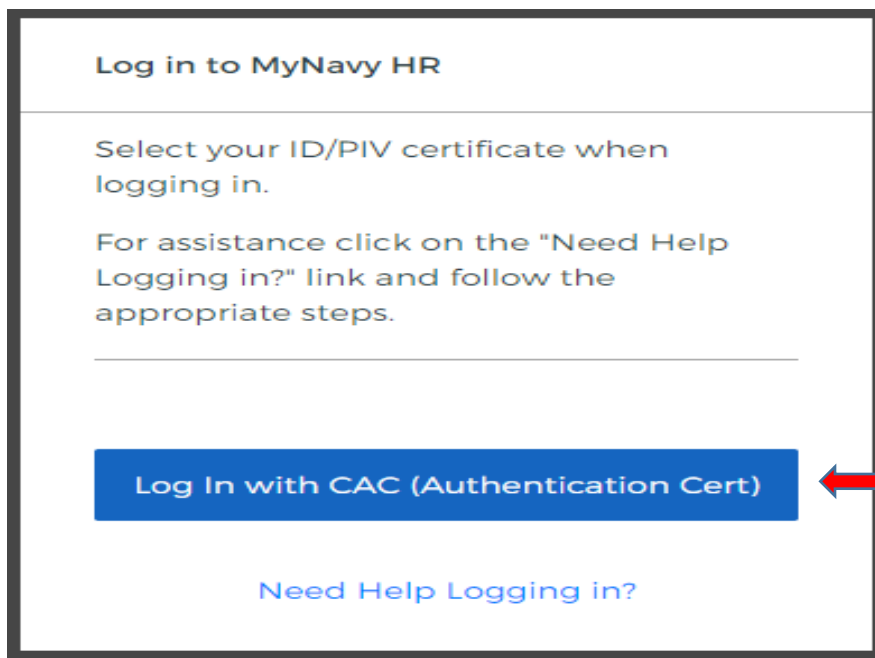 Log in to MyNavy HR
Select your ID/PIV certificate when
logging in.
For assistance click on the "Need Help
Logging in?" link and follow the
appropriate steps.
Log In with CAC (Authentication Cert)
Need Help Logging in?